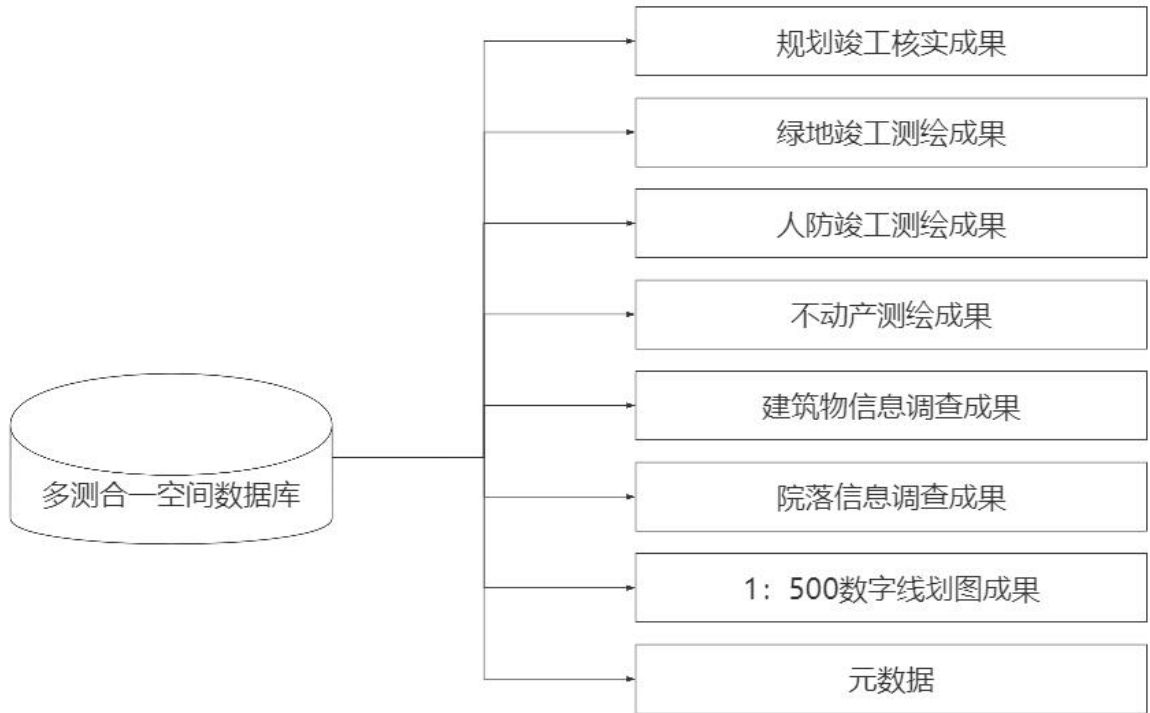 规划竣工核实成果
绿地竣工测绘成果
人防竣工测绘成果
不动产测绘成果
建筑物信息调查成果
多测合一空间数据库
院落信息调查成果
1：500数字线划图成果
元数据